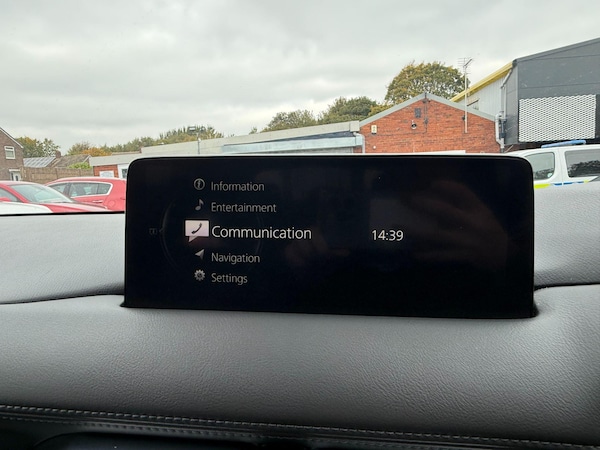 Information
Entertainment
Communication
14:39
Navigation
Settings